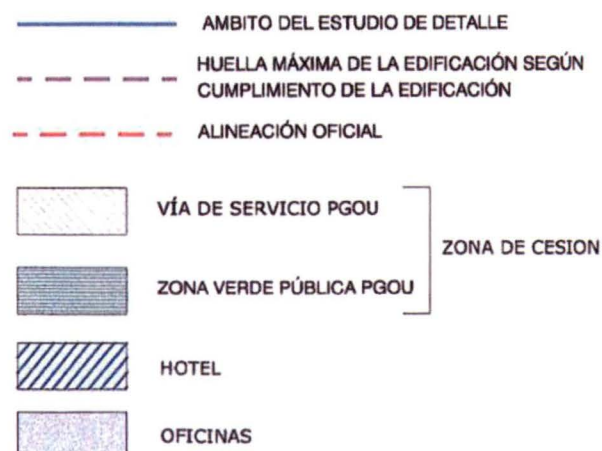 AMBITO DEL ESTUDIO DE DETALLE
HUELLA MÁXIMA DE LA EDIFICACIÓN SEGÚN
CUMPLIMIENTO DE LA EDIFICACIÓN
ALINEACIÓN OFICIAL
VÍA DE SERVICIO PGOU
ZONA DE CESION
ZONA VERDE PÚBLICA PGOU
HOTEL
OFICINAS